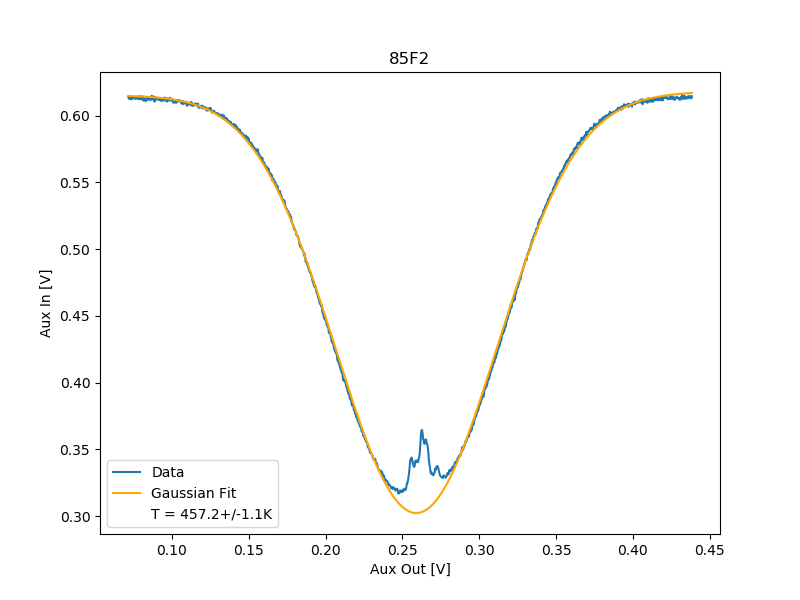 85F2
Aux In [V]
0.60
0.55
0.50
0.45
0.40
0.35
0.30
Data
Gaussian Fit
T = 457.2+/-1.1K
0.10 0.15 0.20 0.25 0.30 0.35 0.40 0.45
Aux Out [V]